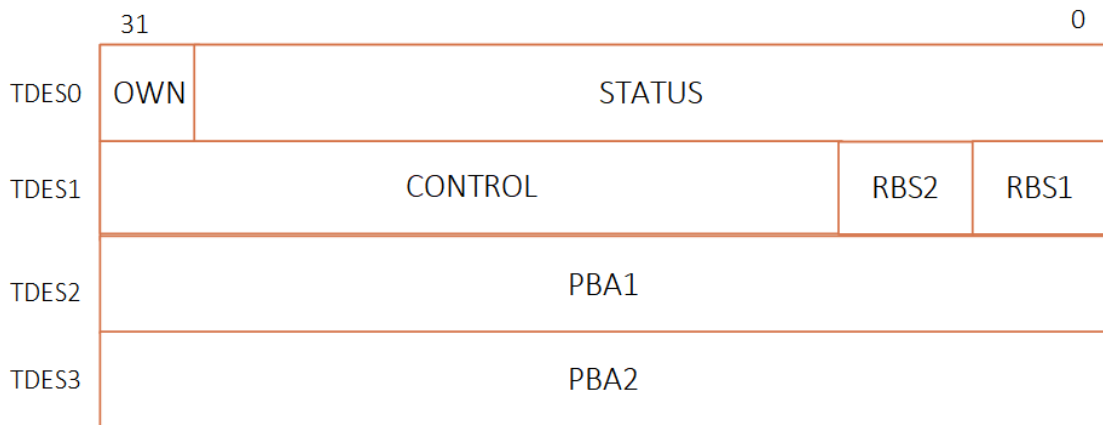 31 0
TDES0 OWN STATUS
TDES1 CONTROL RBS2 RBS1
TDES2 PBA1
TDES3 PBA2